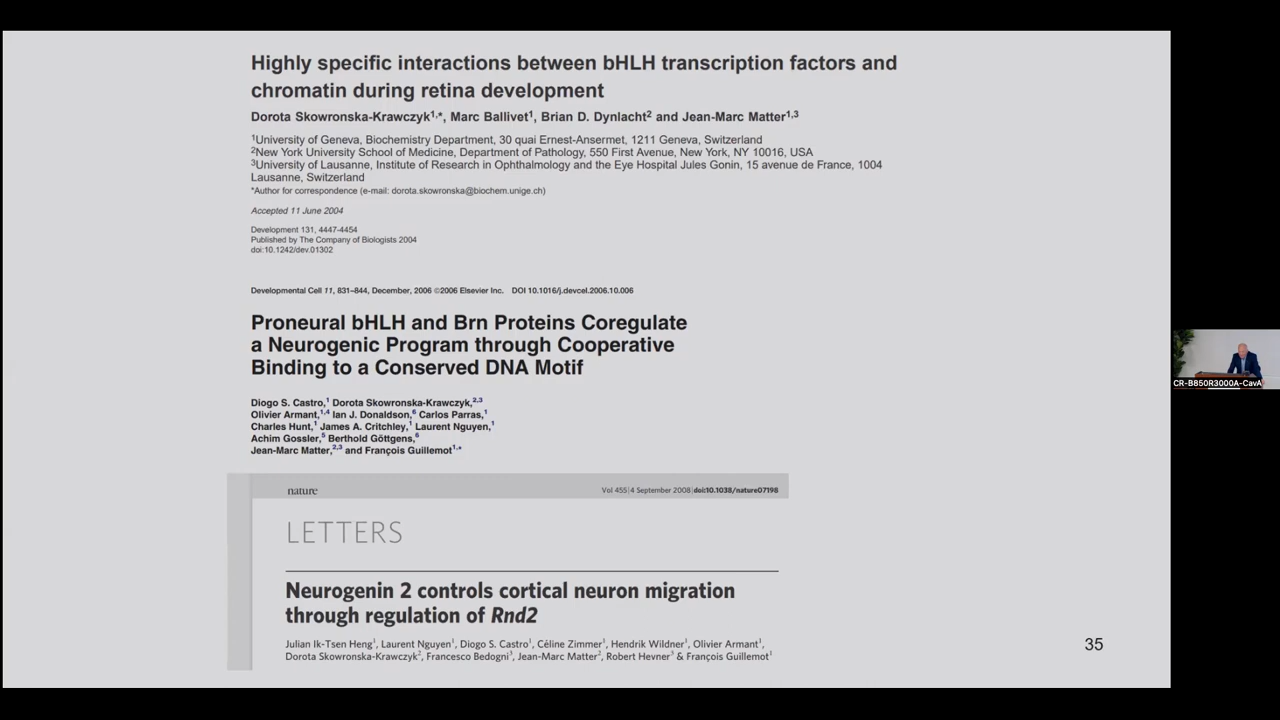 Highly specific interactions between bHLH transcription factors and
chromatin during retina development
Dorota Skowronska-Krawczyk1,*, Marc Ballivet1, Brian D. Dynlacht2 and Jean-Marc Matter1,3
1University of Geneva, Biochemistry Department, 30 quai Ernest-Ansermet, 1211 Geneva, Switzerland
2New York University School of Medicine, Department of Pathology, 550 First Avenue, New York, NY 10016, USA
3University of Lausanne, Institute of Research in Ophthalmology and the Eye Hospital Jules Gonin, 15 avenue de France, 1004
Lausanne, Switzerland
*Author for correspondence (e-mail: dorota.skowronska@biochem.unige.ch)
Accepted 11 June 2004
Development 131, 4447-4454
Published by The Company of Biologists 2004
doi:10.1242/dev.01302
Developmental Cell 11, 831–844, December, 2006 ©2006 Elsevier Inc. DOI 10.1016/j.devcel.2006.10.006
Proneural bHLH and Brn Proteins Coregulate
a Neurogenic Program through Cooperative
Binding to a Conserved DNA Motif
Diogo S. Castro,1 Dorota Skowronska-Krawczyk,2,3
Olivier Armant,1,4 Ian J. Donaldson,6 Carlos Parras,1
Charles Hunt,1 James A. Critchley,1 Laurent Nguyen,1
Achim Gossler,5 Berthold Göttgens,6
Jean-Marc Matter,2,3 and François Guillemot1,*
nature
Vol 455|4 September 2008|doi:10.1038/nature07198
LETTERS
Neurogenin 2 controls cortical neuron migration
through regulation of Rnd2
Julian Ik-Tsen Heng1, Laurent Nguyen1, Diogo S. Castro1, Céline Zimmer1, Hendrik Wildner1, Olivier Armant1,
Dorota Skowronska-Krawczyk2, Francesco Bedogni3, Jean-Marc Matter2, Robert Hevner3 & François Guillemot1
35
CR-B850R3000A-CavA